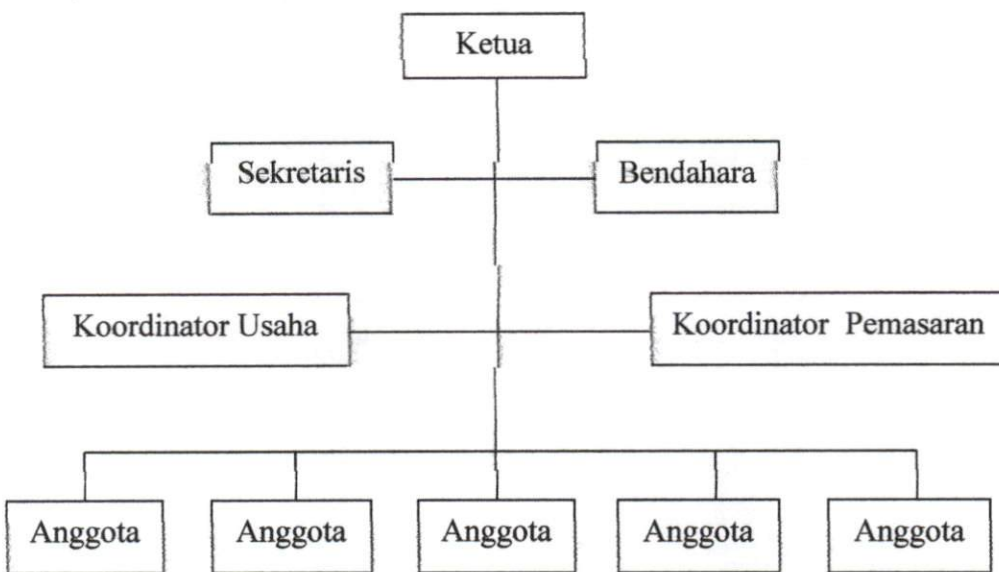 Ketua
Sekretaris
Bendahara
Koordinator Usaha
Koordinator Pemasaran
Anggota
Anggota
Anggota
Anggota
Anggota